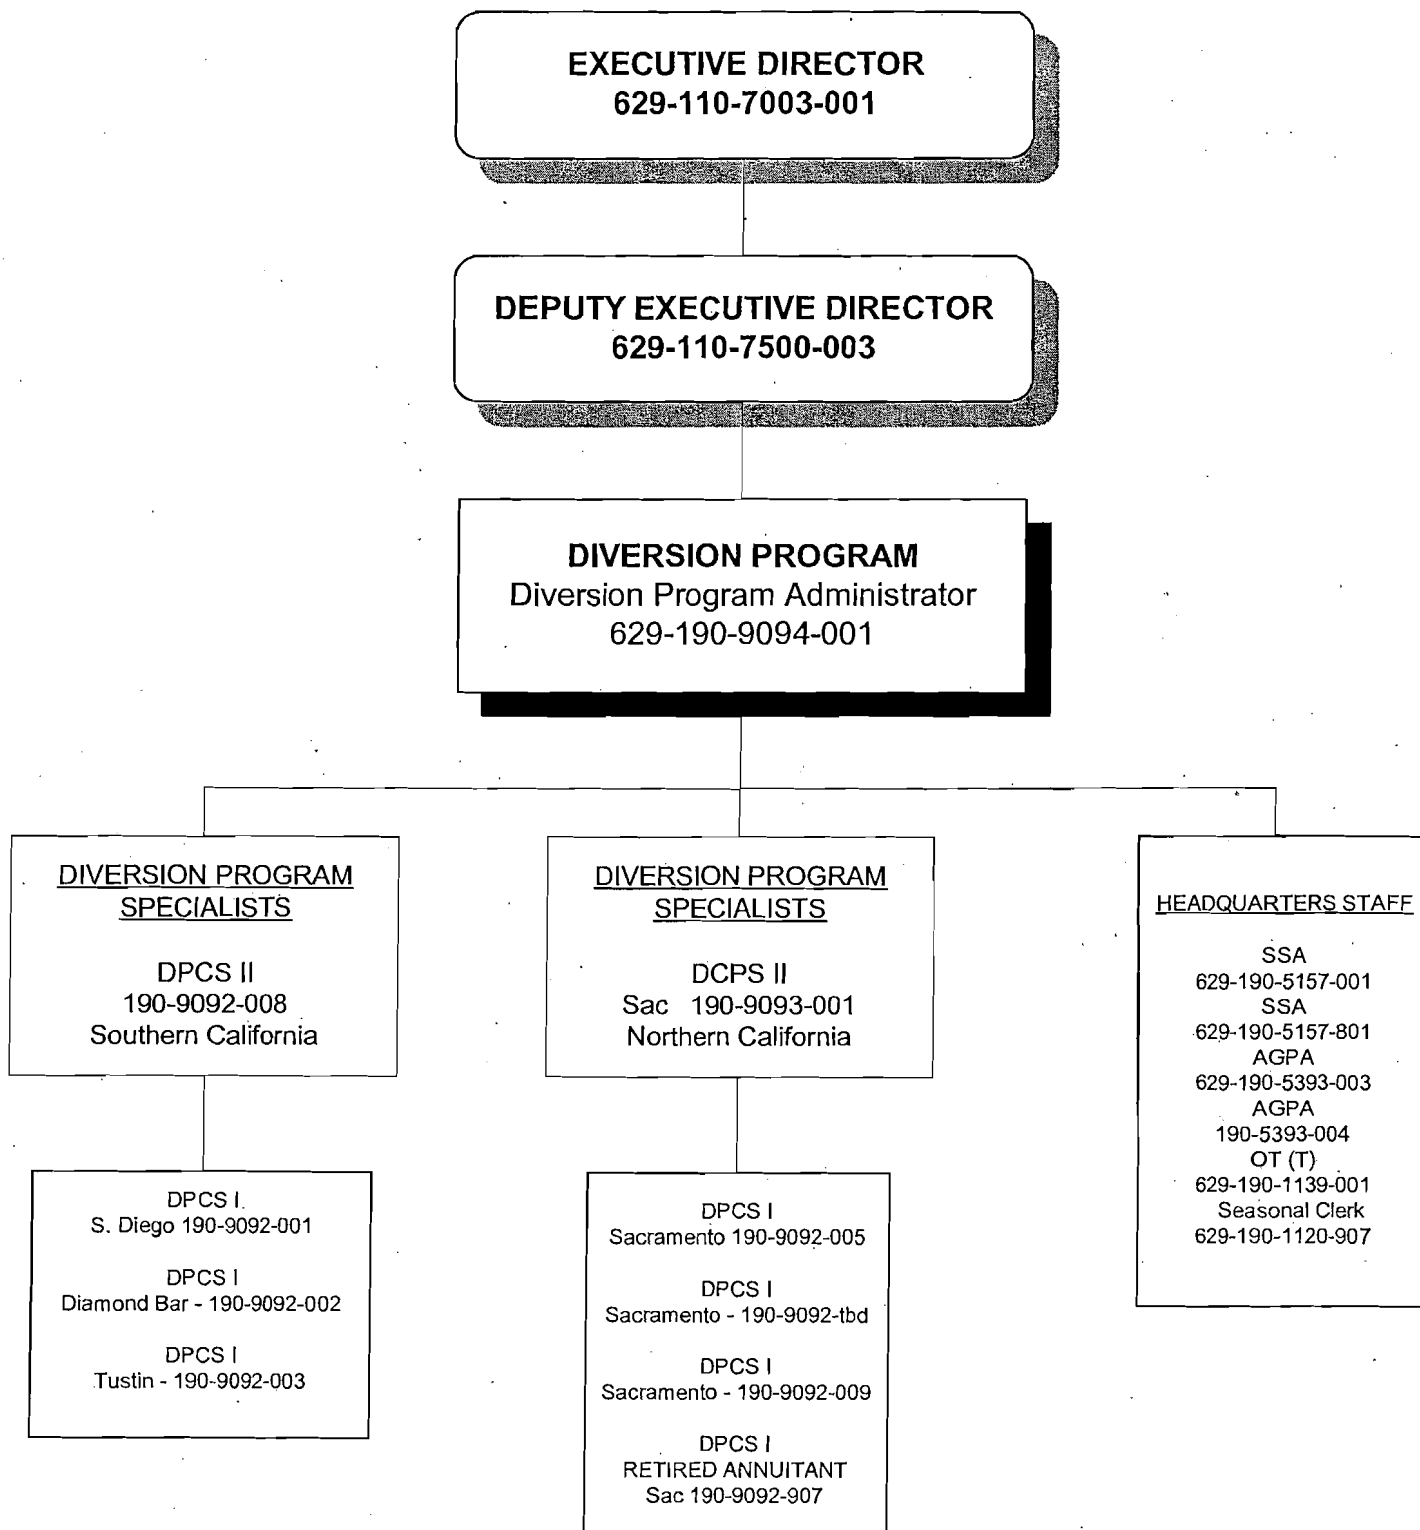 EXECUTIVE DIRECTOR
629-110-7003-001
DEPUTY EXECUTIVE DIRECTOR
629-110-7500-003
DIVERSION PROGRAM
Diversion Program Administrator
629-190-9094-001
DIVERSION PROGRAM
SPECIALISTS
DPCS II
190-9092-008
Southern California
DPCS I
S. Diego 190-9092-001
DPCS I
Diamond Bar - 190-9092-002
DPCS I
Tustin - 190-9092-003
DIVERSION PROGRAM
SPECIALISTS
DCPS II
Sac 190-9093-001
Northern California
DPCS I
Sacramento 190-9092-005
DPCS I
Sacramento - 190-9092-tbd
DPCS I
Sacramento - 190-9092-009
DPCS I
RETIRED ANNUITANT
Sac 190-9092-907
HEADQUARTERS STAFF
SSA
629-190-5157-001
SSA
629-190-5157-801
AGPA
629-190-5393-003
AGPA
190-5393-004
OT (T)
629-190-1139-001
Seasonal Clerk
629-190-1120-907